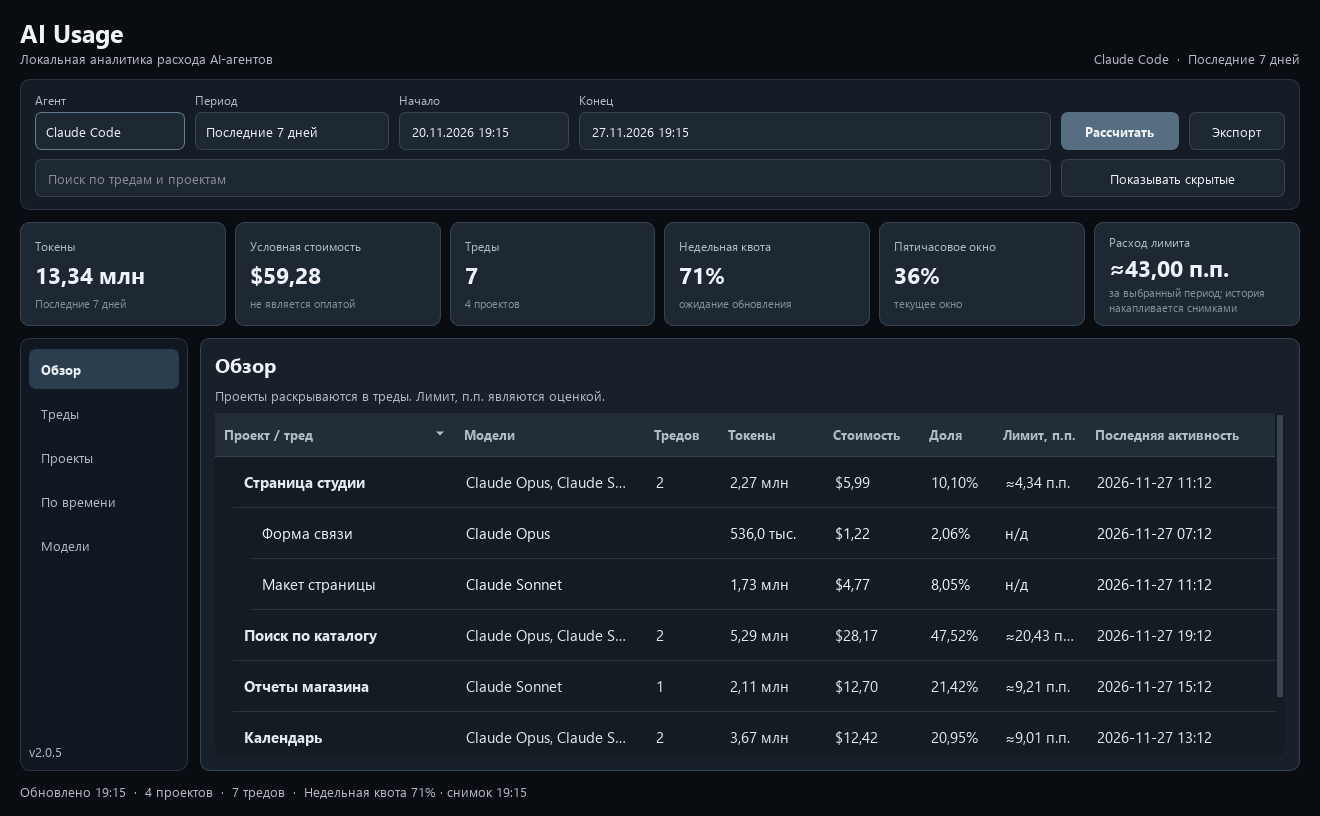 AI Usage
Локальная аналитика расхода AI-агентов
Claude Code · Последние 7 дней
Агент Период Начало Конец
Claude Code Последние 7 дней 20.11.2026 19:15 27.11.2026 19:15 Рассчитать Экспорт
Поиск по тредам и проектам Показывать скрытые
Токены
13,34 млн
Последние 7 дней
Условная стоимость
$59,28
не является оплатой
Треды
7
4 проектов
Недельная квота
71%
ожидание обновления
Пятичасовое окно
36%
текущее окно
Расход лимита
≈43,00 п.п.
за выбранный период; история
накапливается снимками
Обзор
Треды
Проекты
По времени
Модели
v2.0.5
Обзор
Проекты раскрываются в треды. Лимит, п.п. являются оценкой.
Проект / тред Модели Тредов Токены Стоимость Доля Лимит, п.п. Последняя активность
Страница студии Claude Opus, Claude S... 2 2,27 млн $5,99 10,10% ≈4,34 п.п. 2026-11-27 11:12
Форма связи Claude Opus 536,0 тыс. $1,22 2,06% н/д 2026-11-27 07:12
Макет страницы Claude Sonnet 1,73 млн $4,77 8,05% н/д 2026-11-27 11:12
Поиск по каталогу Claude Opus, Claude S... 2 5,29 млн $28,17 47,52% ≈20,43 п... 2026-11-27 19:12
Отчеты магазина Claude Sonnet 1 2,11 млн $12,70 21,42% ≈9,21 п.п. 2026-11-27 15:12
Календарь Claude Opus, Claude S... 2 3,67 млн $12,42 20,95% ≈9,01 п.п. 2026-11-27 13:12
Обновлено 19:15 · 4 проектов · 7 тредов · Недельная квота 71% · снимок 19:15